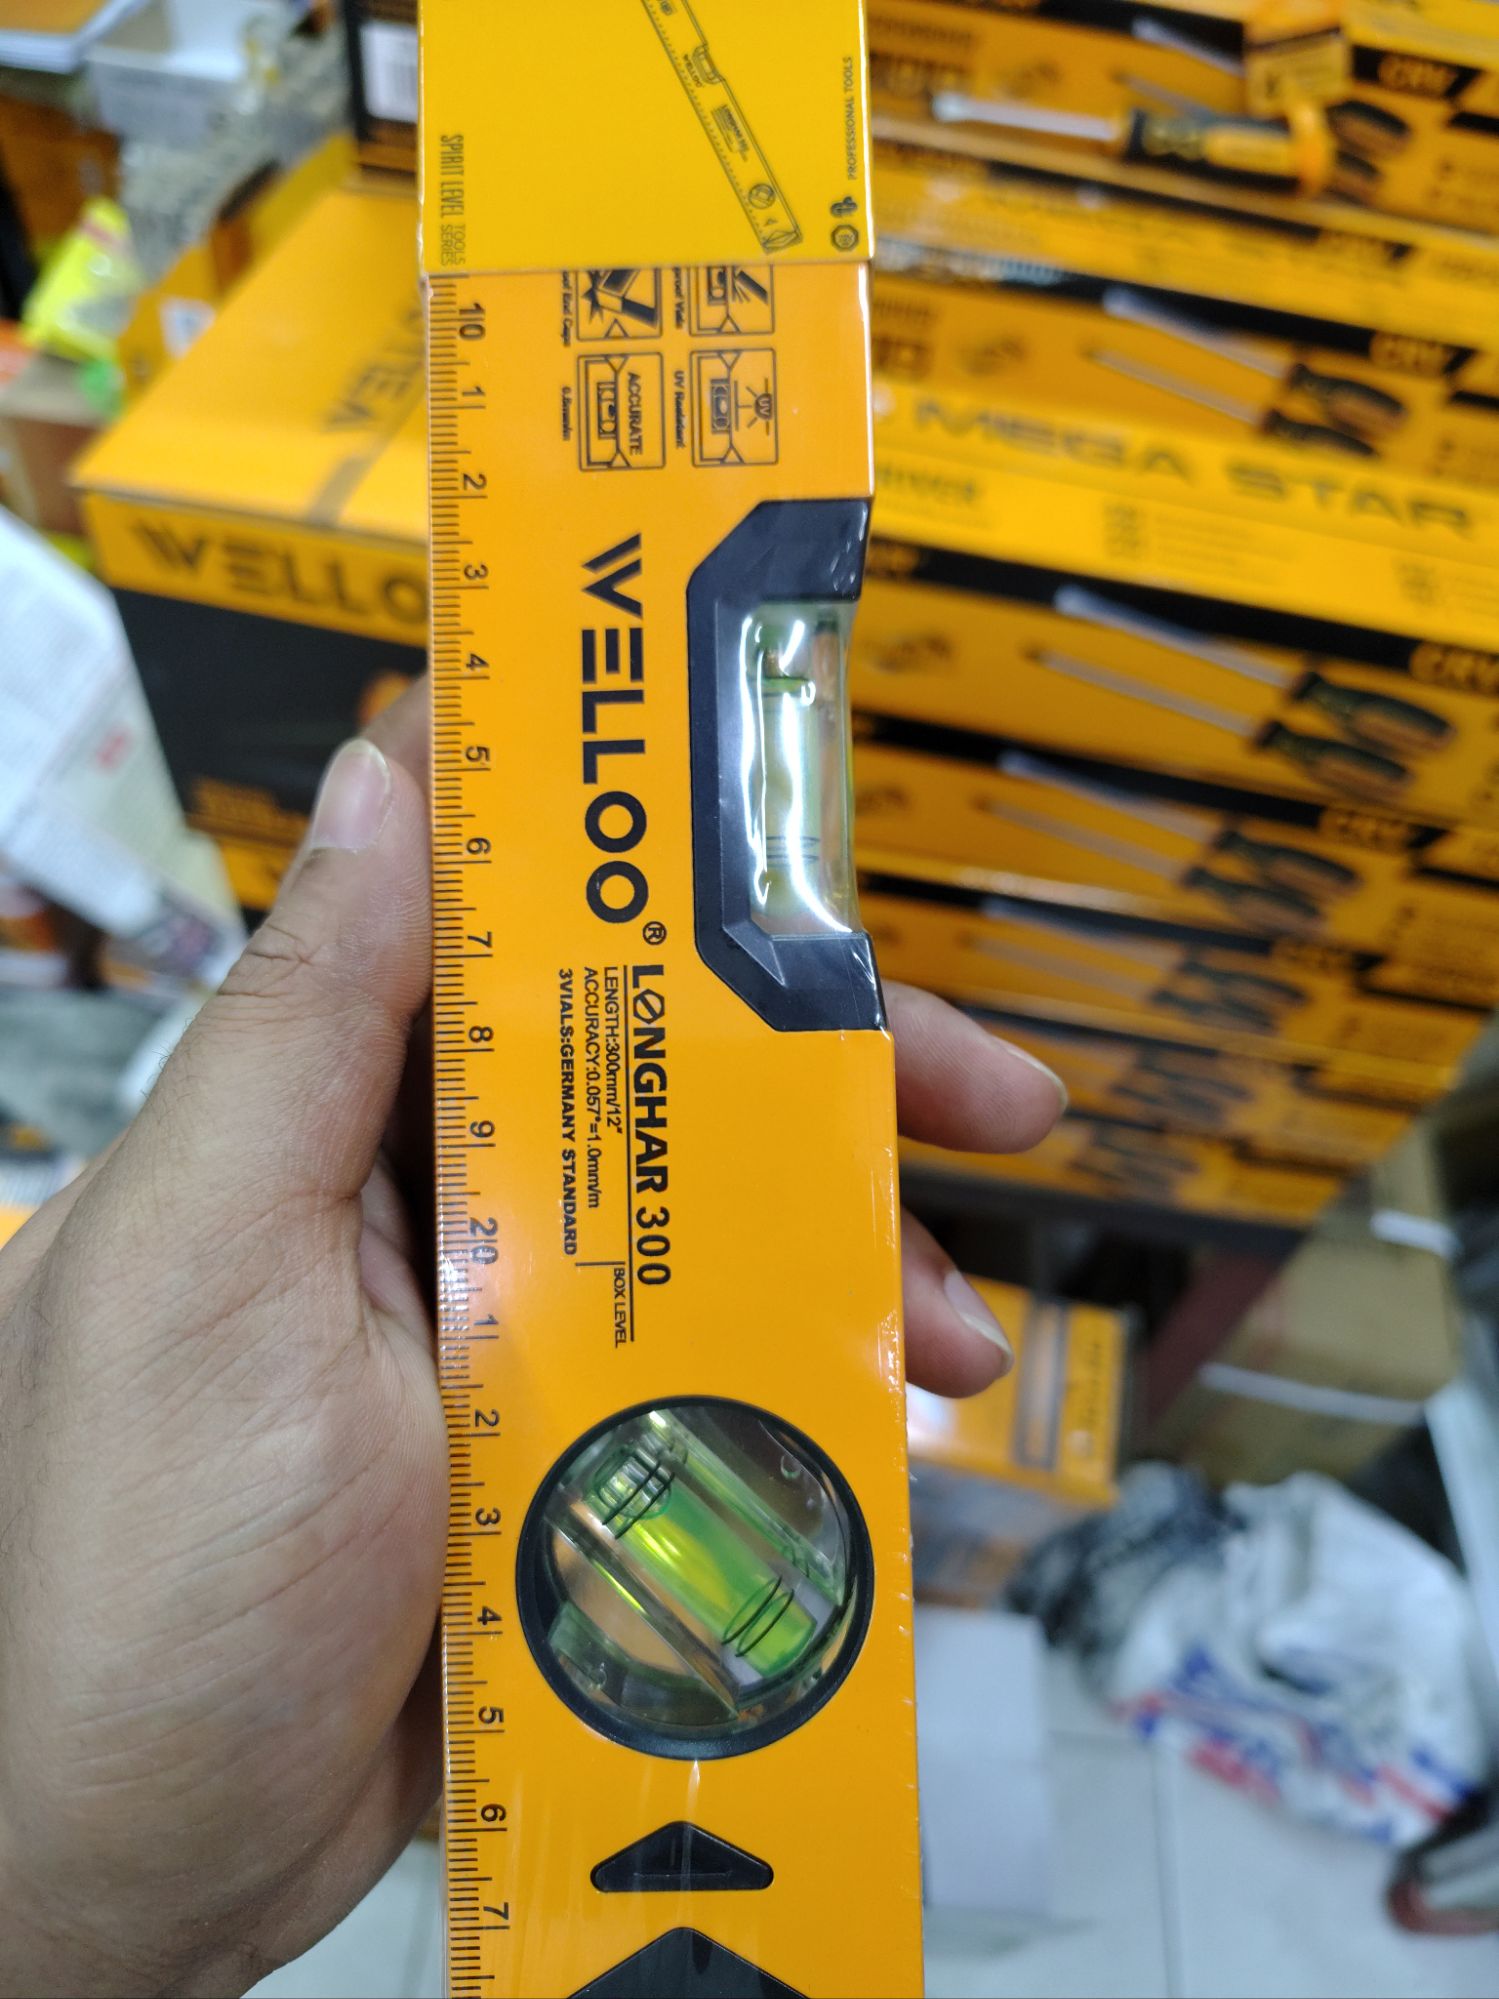 SPIRIT LEVEL TOOLS SERIES
PROFESSIONAL TOOLS
ACCURATE
UV
UV Resistant
WELLOO®
LONGHAR 300
LENGTH:300mm/12"
ACCURACY:0.057°=1.0mm/m
3VIALS:GERMANY STANDARD
BOX LEVEL
10 1 2 3 4 5 6 7 8 9 20 1 2 3 4 5 6 7
WELLOO
MEGA STAR